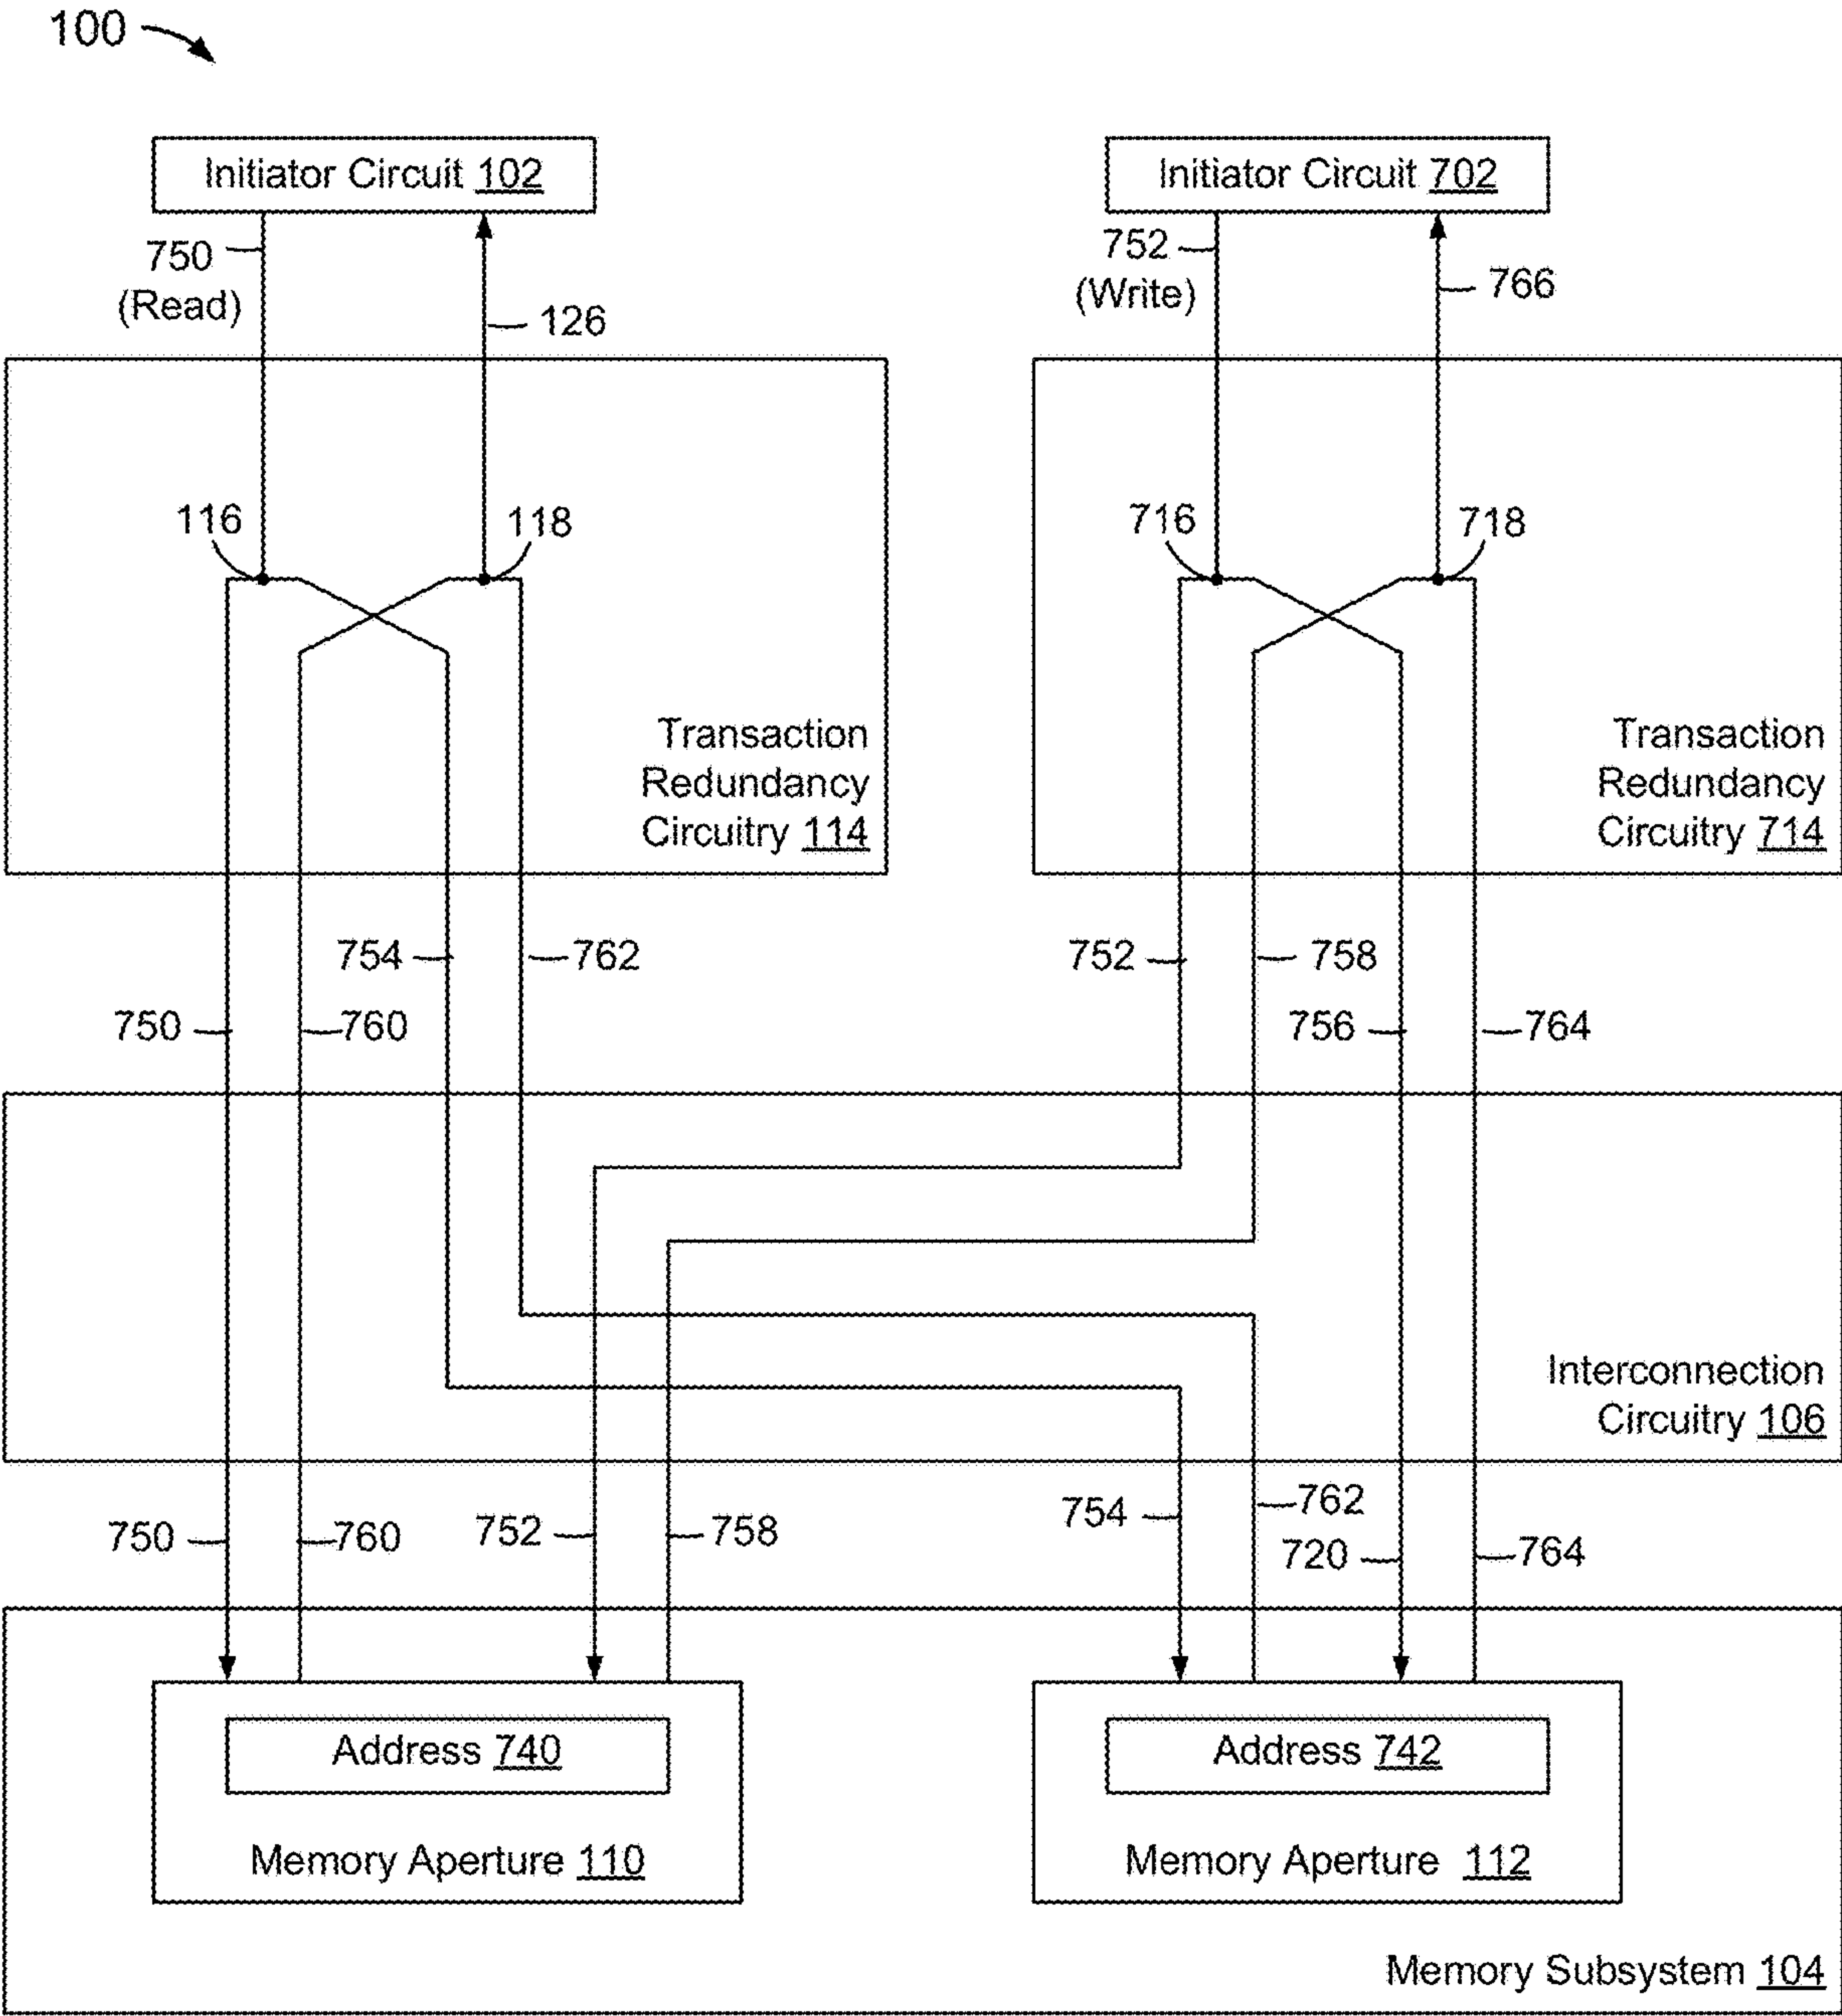 100
Initiator Circuit 102
Initiator Circuit 702
750
(Read)
126
752
(Write)
766
116
118
716
718
Transaction
Redundancy
Circuitry 114
Transaction
Redundancy
Circuitry 714
754
762
752
758
750
760
756
764
Interconnection
Circuitry 106
750
760
752
758
754
762
720
764
Address 740
Address 742
Memory Aperture 110
Memory Aperture 112
Memory Subsystem 104